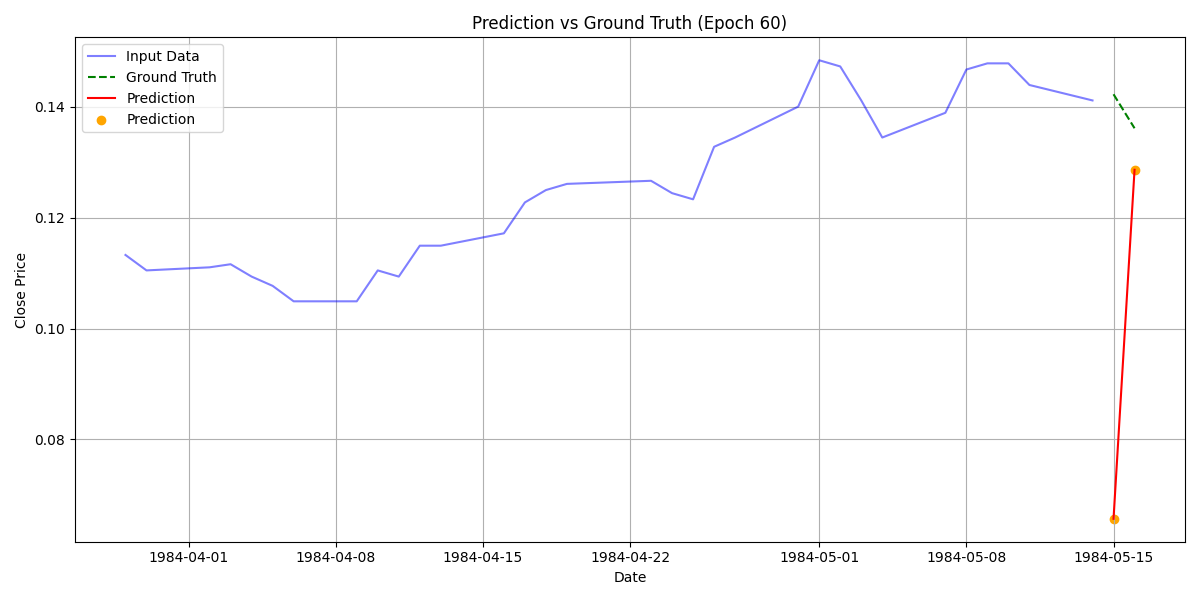 Prediction vs Ground Truth (Epoch 60)
Input Data
Ground Truth
Prediction
Prediction
Close Price
0.14
0.12
0.10
0.08
1984-04-01
1984-04-08
1984-04-15
1984-04-22
1984-05-01
1984-05-08
1984-05-15
Date